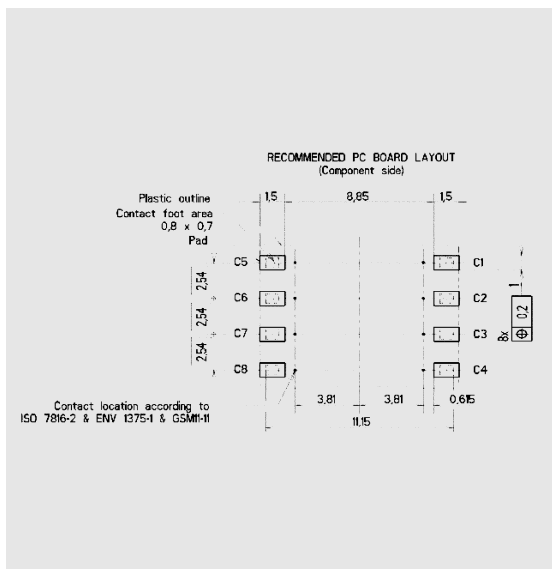 RECOMMENDED PC BOARD LAYOUT
(Component side)
Plastic outline
1,5
8,85
1,5
Contact foot area
0,8 x 0,7
Pad
C5
C1
2,54
C6
C2
1
2,54
C7
C3
8x
0,2
2,54
C8
C4
Contact location according to
ISO 7816-2 & ENV 1375-1 & GSM11-11
3,81
3,81
0,615
11,15